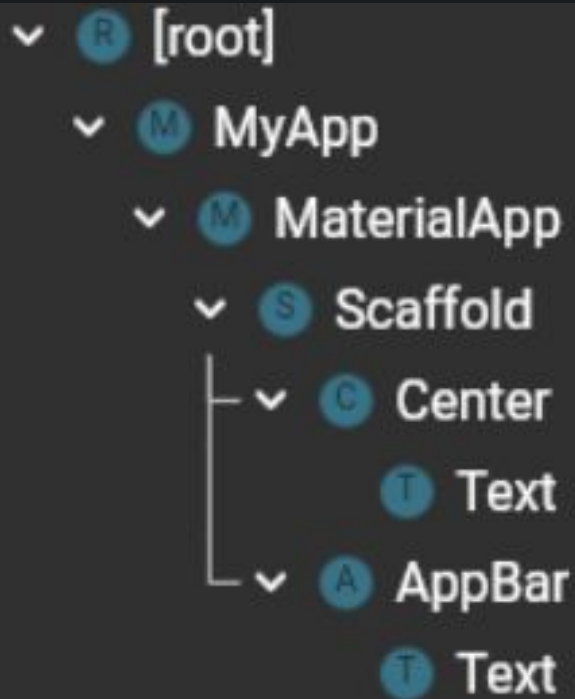 R [root]
M MyApp
M MaterialApp
S Scaffold
C Center
T Text
A AppBar
T Text